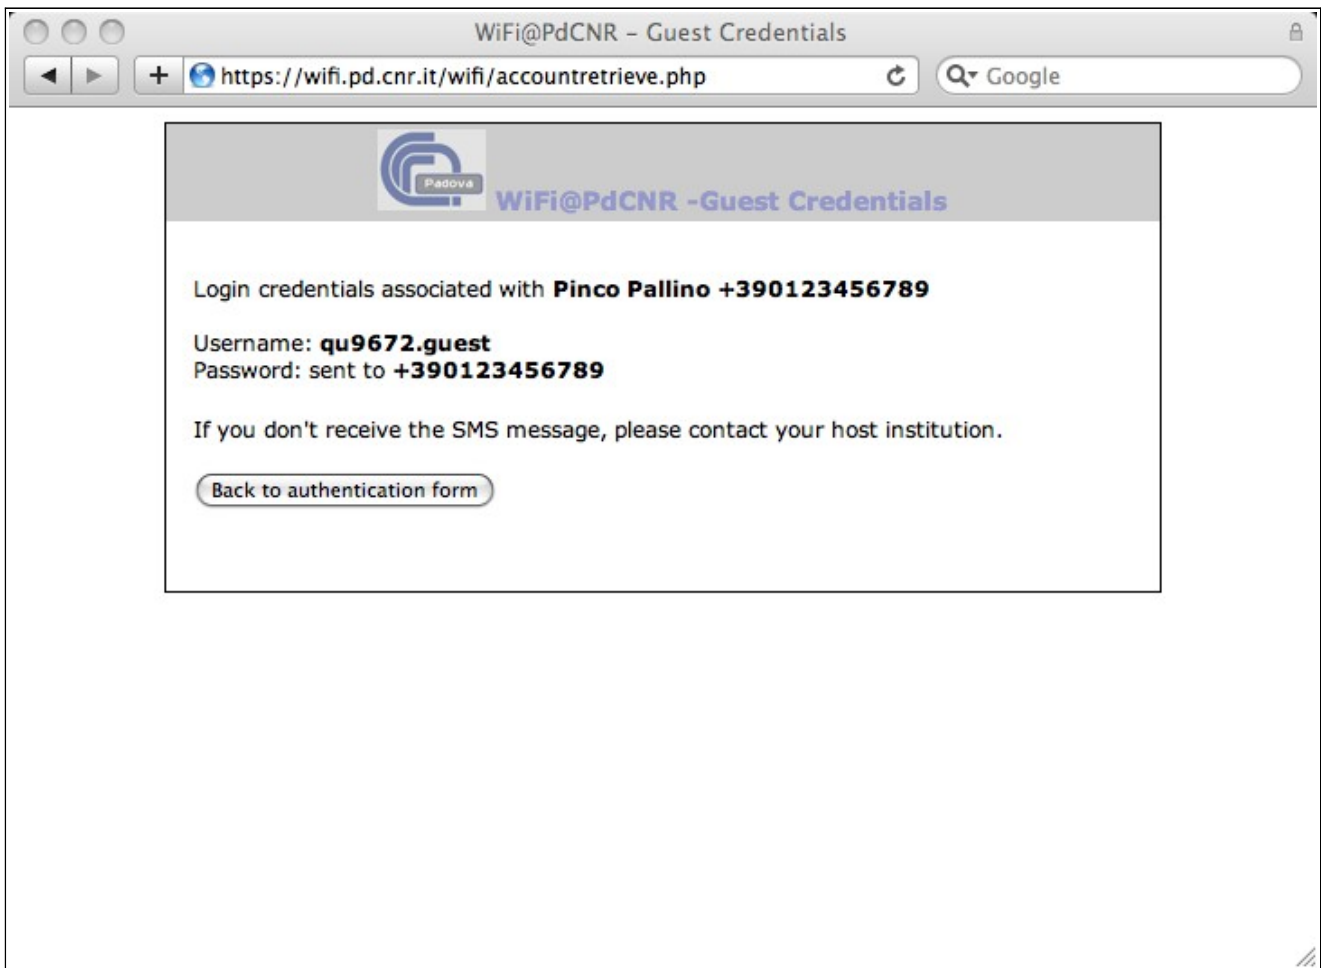 WiFi@PdCNR – Guest Credentials
https://wifi.pd.cnr.it/wifi/accountretrieve.php
Google
Padova
WiFi@PdCNR -Guest Credentials
Login credentials associated with Pinco Pallino +390123456789
Username: qu9672.guest
Password: sent to +390123456789
If you don't receive the SMS message, please contact your host institution.
Back to authentication form